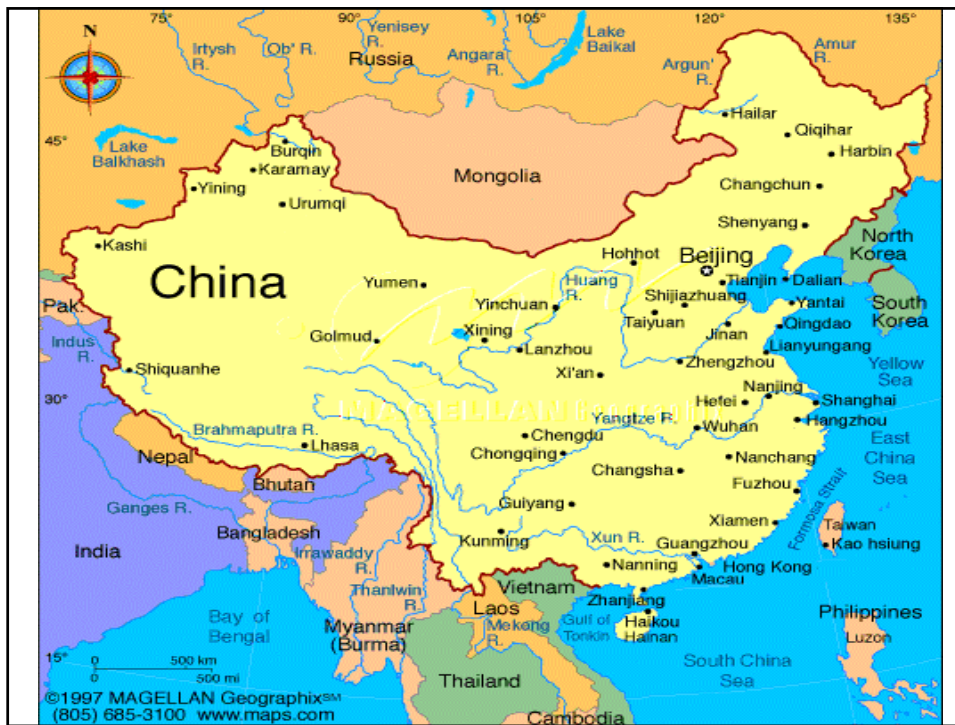 75°
90°
105°
120°
135°
N
Irtysh
R.
Ob' R.
Yenisey
R.
Russia
Angara
R.
Lake
Baikal
Argun'
R.
Amur
R.
45°
Lake
Balkhash
Burqin
Karamay
Yining
Urumqi
Mongolia
Hailar
Qiqihar
Harbin
Changchun
Shenyang
Kashi
China
Yumen
Hohhot
Beijing
Huang
R.
Yinchuan
Tianjin
Dalian
North
Korea
Shijiazhuang
Yantai
Taiyuan
South
Korea
Pak.
Indus
R.
Golmud
Xining
Lanzhou
Jinan
Qingdao
Lianyungang
Zhengzhou
Yellow
Sea
Shiquanhe
Xi'an
Nanjing
30°
Hefei
Shanghai
MAGELLAN Geographix
Yangtze R.
Wuhan
Hangzhou
Brahmaputra R.
Lhasa
Chengdu
Chongqing
East
China
Sea
Nepal
Bhutan
Changsha
Nanchang
Fuzhou
Ganges R.
Guiyang
Formosa Strait
Bangladesh
Kunming
Xun R.
Xiamen
Taiwan
India
Irrawaddy
R.
Guangzhou
Kao hsiung
Nanning
Hong Kong
Macau
Thanlwin
R.
Vietnam
Laos
Zhanjiang
Bay of
Bengal
Myanmar
(Burma)
Mekong
R.
Gulf of
Tonkin
Haikou
Hainan
Philippines
Luzon
15°
0 500 km
0 500 mi
South China
Sea
Thailand
©1997 MAGELLAN Geographix℠
(805) 685-3100 www.maps.com
Cambodia